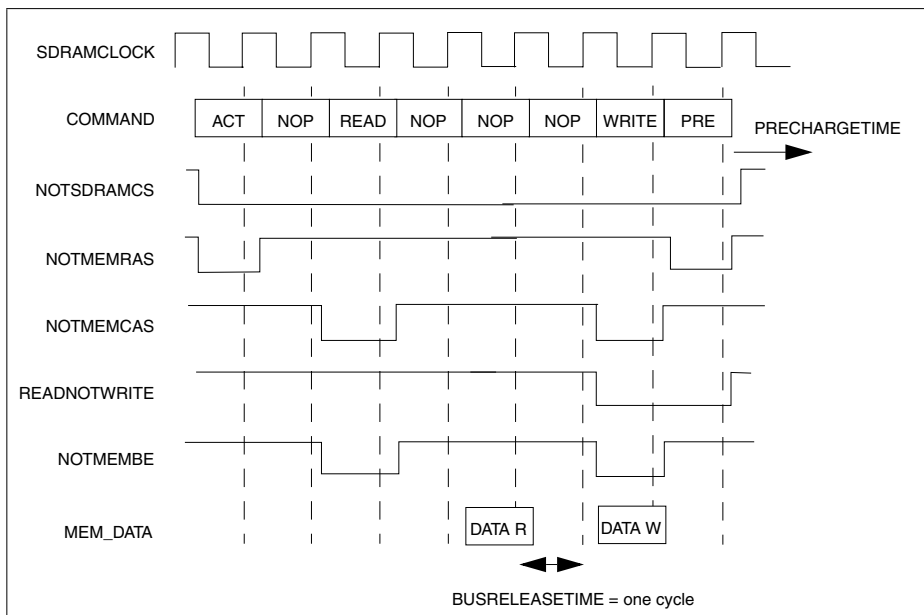 SDRAMCLOCK
COMMAND ACT NOP READ NOP NOP NOP WRITE PRE PRECHARGETIME
NOTSDRAMCS
NOTMEMRAS
NOTMEMCAS
READNOTWRITE
NOTMEMBE
MEM_DATA DATA R DATA W
BUSRELEASETIME = one cycle